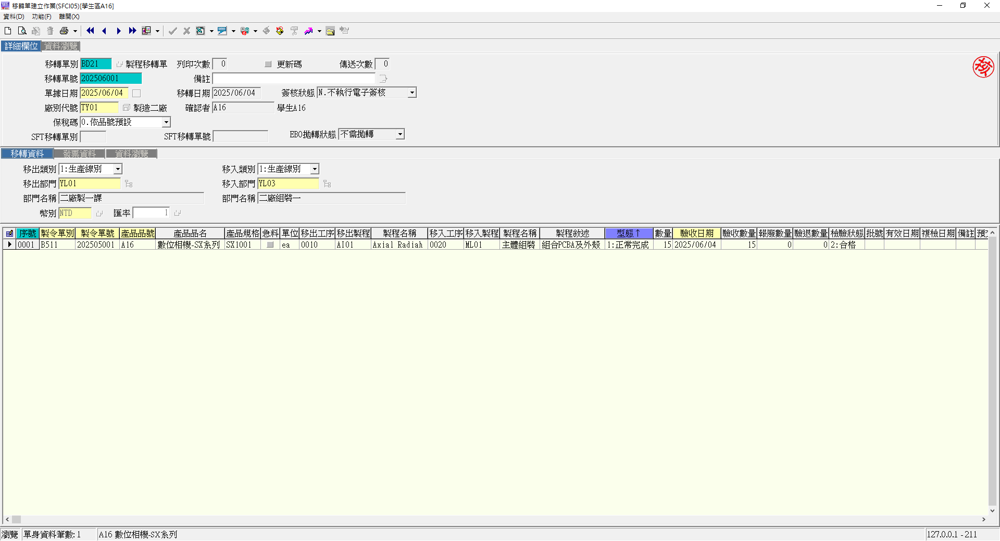 移轉單建立作業(SFCI05)[學生區A16]
資料(D) 功能(F) 離開(X)
詳細欄位 資料瀏覽
移轉單別 BD21 製程移轉單 列印次數 0 更新碼 傳送次數 0
核
移轉單號 202506001 備註
單據日期 2025/06/04 移轉日期 2025/06/04 簽核狀態 N.不執行電子簽核
廠別代號 TY01 製造二廠 確認者 A16 學生A16
保稅碼 0.依品號預設
SFT移轉單別 SFT移轉單號 EBO拋轉狀態 不需拋轉
移轉資料 發票資料 資料瀏覽
移出類別 1:生產線別 移入類別 1:生產線別
移出部門 YL01 移入部門 YL03
部門名稱 二廠製一課 部門名稱 二廠組裝一
幣別 NTD 匯率 1
序號 製令單別 製令單號 產品品號 產品品名 產品規格 急料 單位 移出工序 移出製程 製程名稱 移入工序 移入製程 製程名稱 製程敘述 型態↑ 數量 驗收日期 驗收數量 報廢數量 驗退數量 檢驗狀態 批號 有效日期 複檢日期 備註 預
0001 B511 202505001 A16 數位相機-SX系列 SX1001 ea 0010 AI01 Axial Radiah 0020 ML01 主體組裝 組合PCBA及外殼 1:正常完成 15 2025/06/04 15 0 0 2:合格
瀏覽 單身資料筆數: 1 A16 數位相機-SX系列 127.0.0.1 - 211